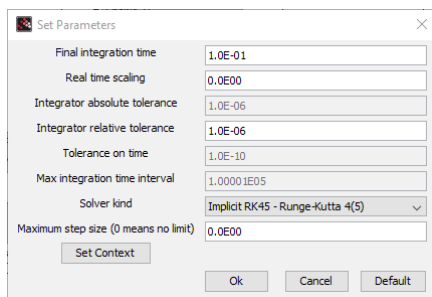 Set Parameters
Final integration time 1.0E-01
Real time scaling 0.0E00
Integrator absolute tolerance 1.0E-06
Integrator relative tolerance 1.0E-06
Tolerance on time 1.0E-10
Max integration time interval 1.00001E05
Solver kind Implicit RK45 - Runge-Kutta 4(5)
Maximum step size (0 means no limit) 0.0E00
Set Context
Ok Cancel Default